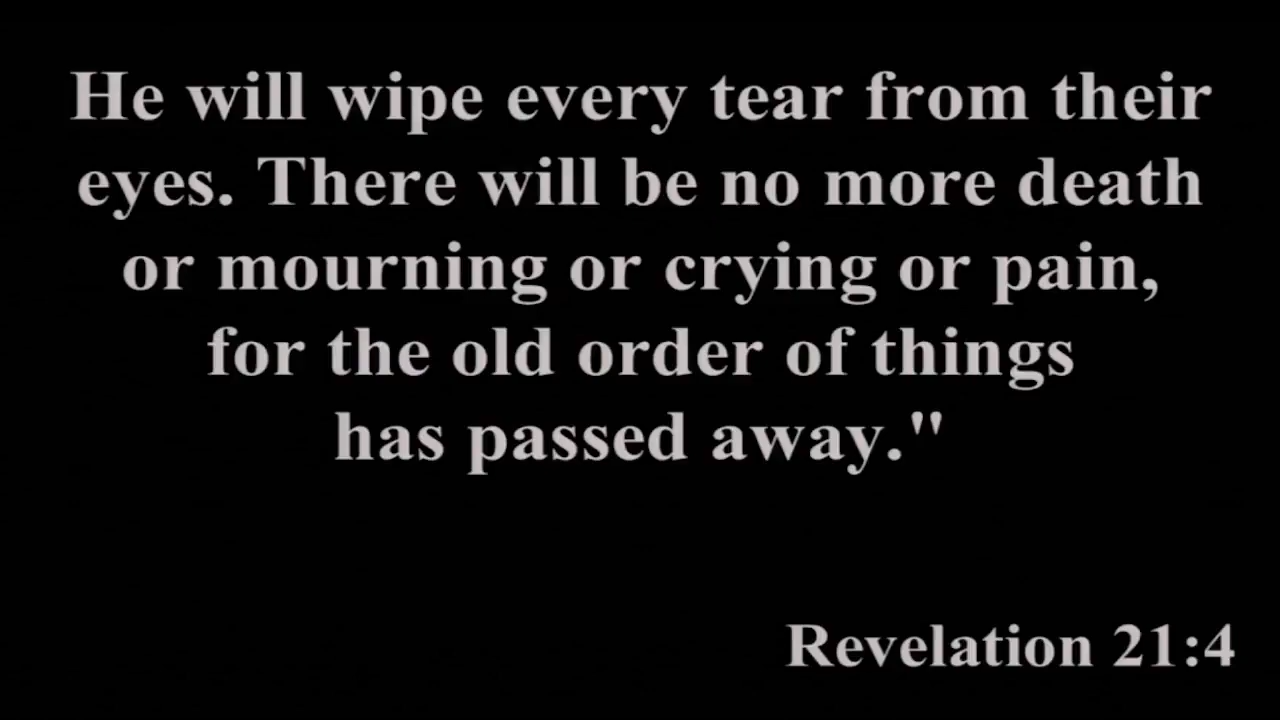 He will wipe every tear from their
eyes. There will be no more death
or mourning or crying or pain,
for the old order of things
has passed away."
Revelation 21:4